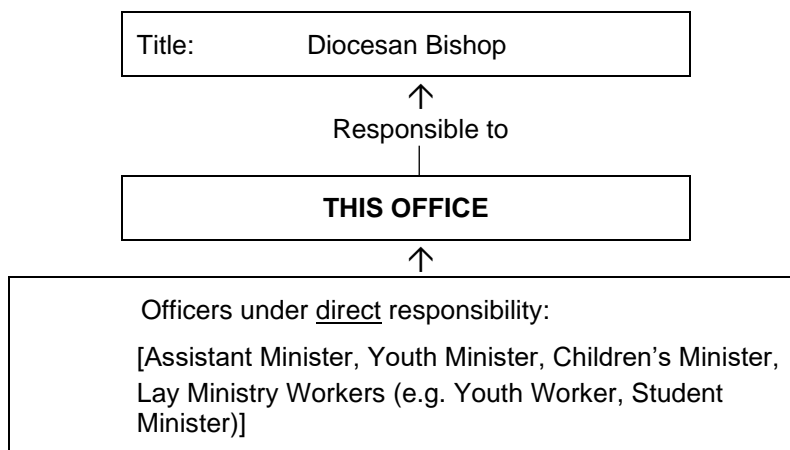 Title: Diocesan Bishop
Responsible to
THIS OFFICE
Officers under direct responsibility:
[Assistant Minister, Youth Minister, Children’s Minister,
Lay Ministry Workers (e.g. Youth Worker, Student
Minister)]